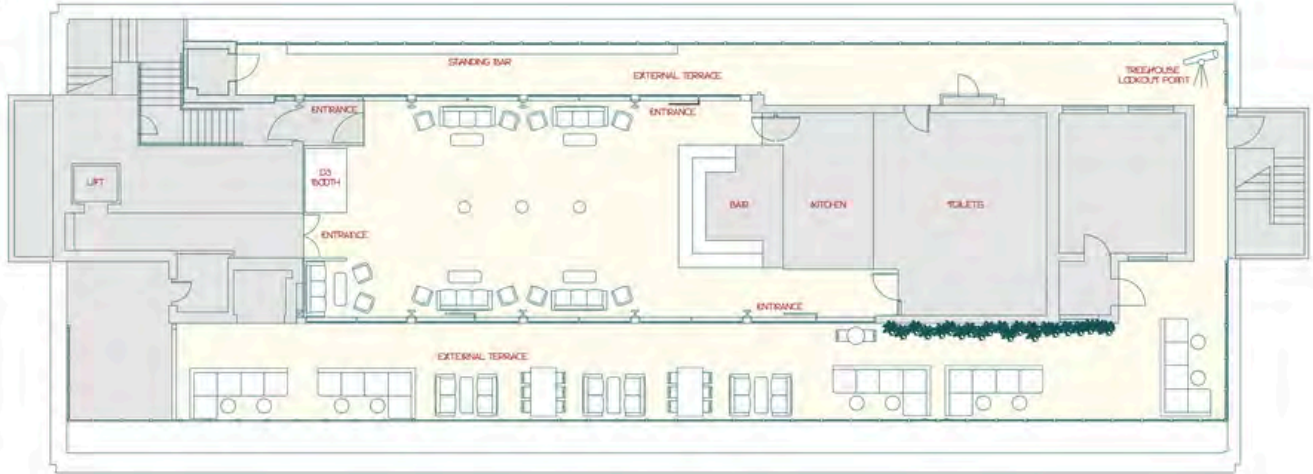 STANDING BAR
EXTERNAL TERRACE
TREEHOUSE
LOOKOUT POINT
ENTRANCE
ENTRANCE
DJ
BOOTH
LIFT
BAR
KITCHEN
TOILETS
ENTRANCE
ENTRANCE
EXTERNAL TERRACE